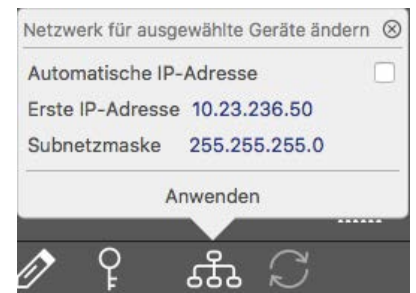 Netzwerk für ausgewählte Geräte ändern
Automatische IP-Adresse
Erste IP-Adresse 10.23.236.50
Subnetzmaske 255.255.255.0
Anwenden